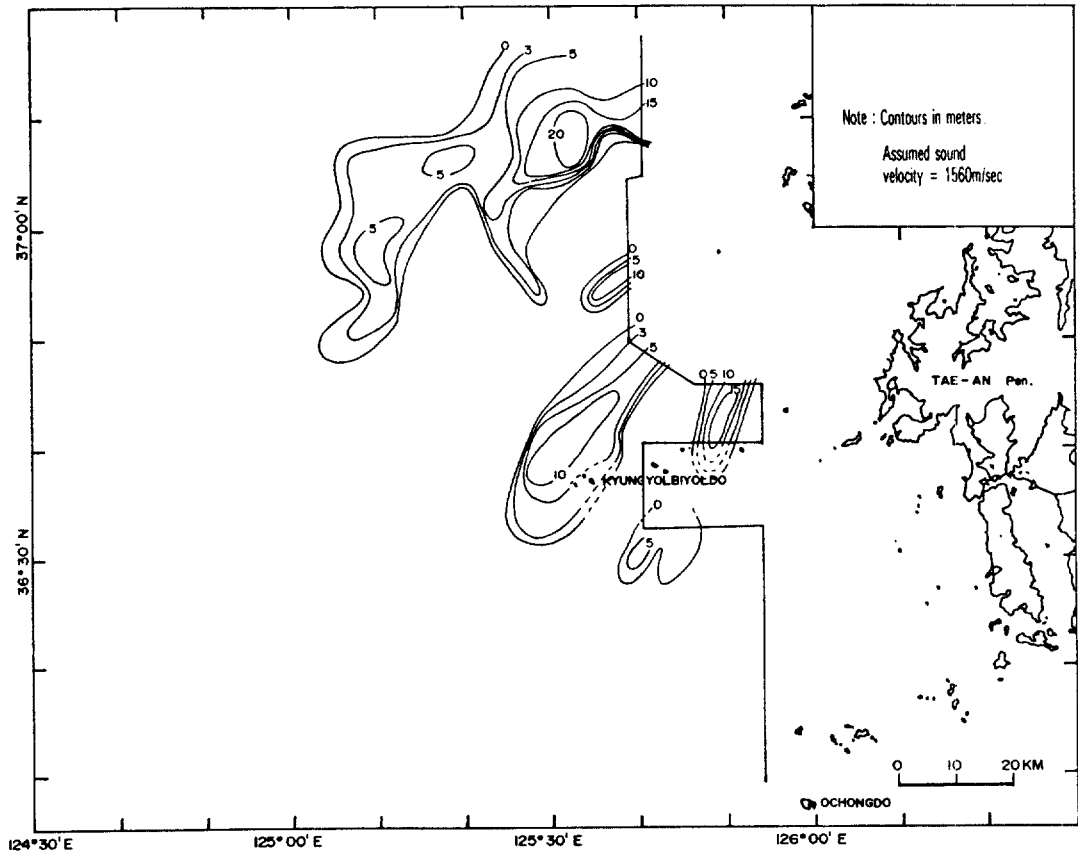 0
3
5
10
15
20
5
5
Note : Contours in meters.
Assumed sound
velocity = 1560m/sec
37°00' N
0
5
10
0
3
5
0 5 10
15
TAE-AN Pen.
10
KYUNGYOLBIYOLDO
0
5
36°30' N
0 10 20 KM
OCHONGDO
124°30' E 125°00' E 125°30' E 126°00' E